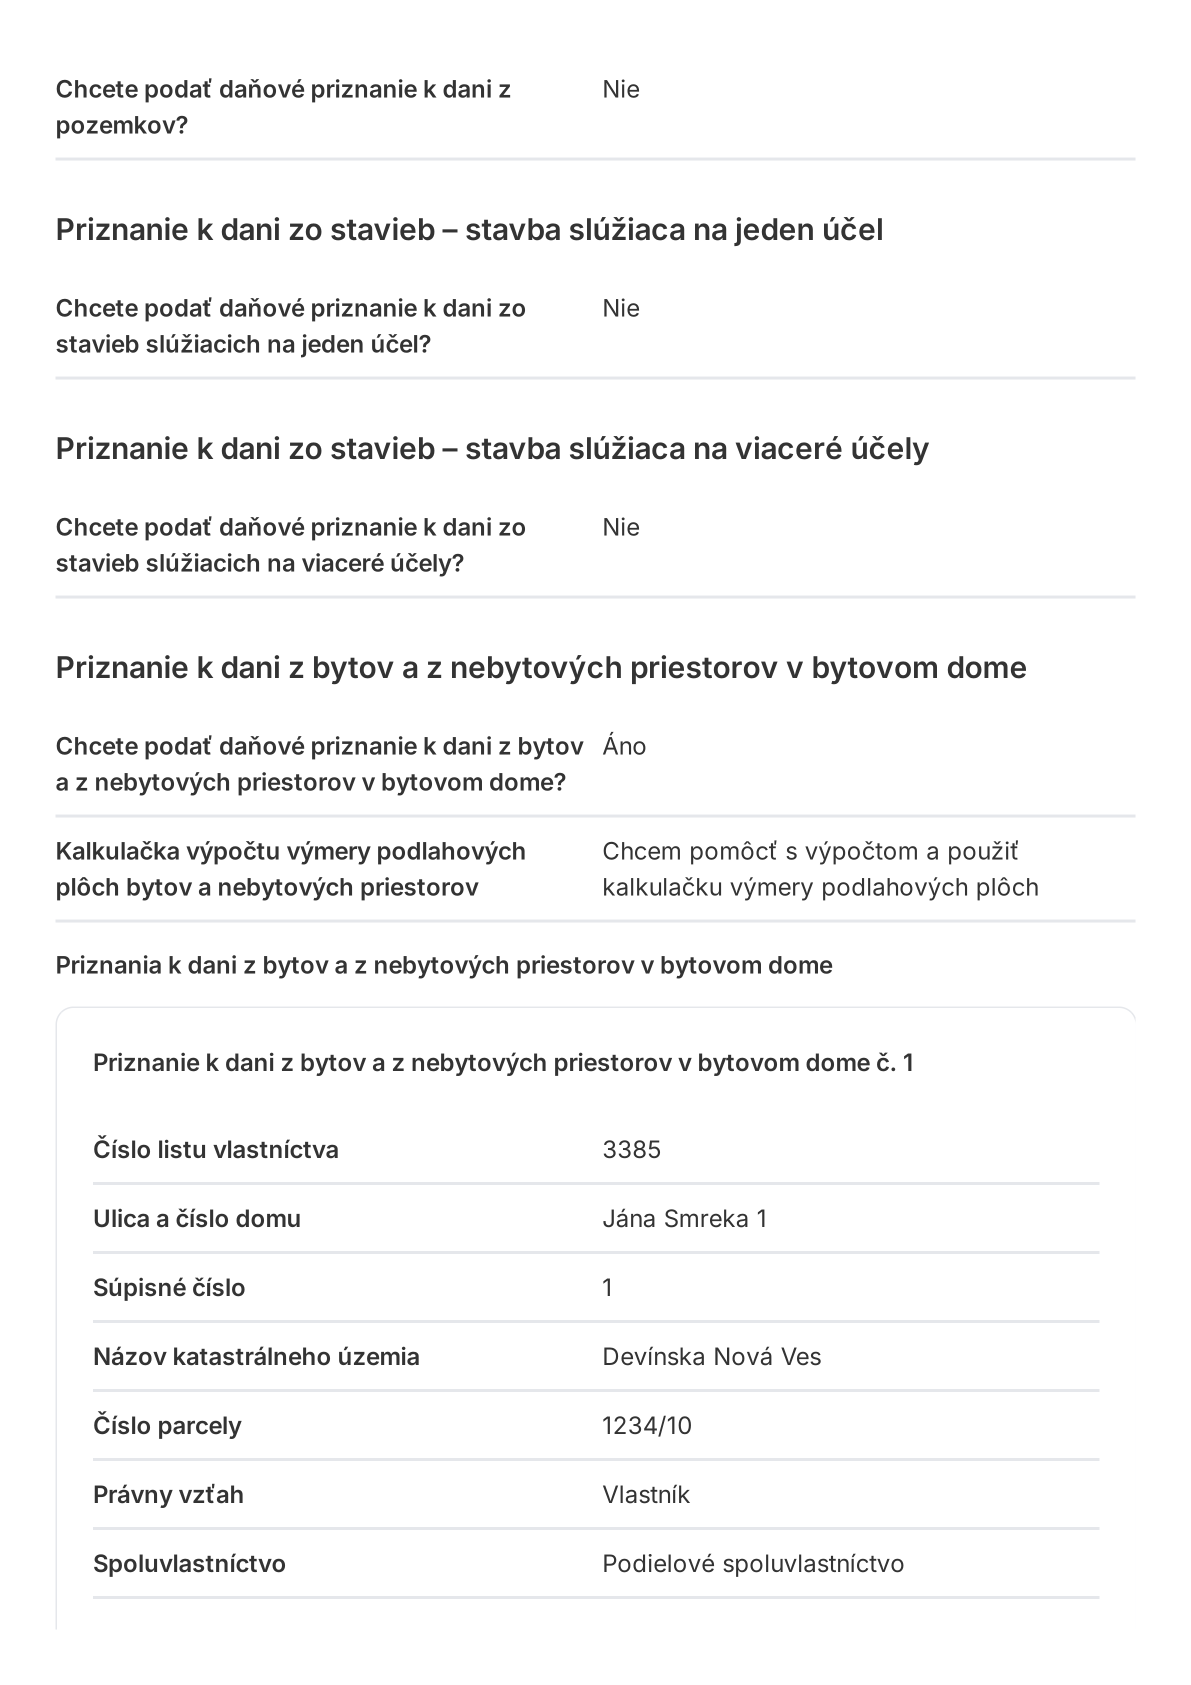 Chcete podať daňové priznanie k dani z Nie
pozemkov?
Priznanie k dani zo stavieb – stavba slúžiaca na jeden účel
Chcete podať daňové priznanie k dani zo Nie
stavieb slúžiacich na jeden účel?
Priznanie k dani zo stavieb – stavba slúžiaca na viaceré účely
Chcete podať daňové priznanie k dani zo Nie
stavieb slúžiacich na viaceré účely?
Priznanie k dani z bytov a z nebytových priestorov v bytovom dome
Chcete podať daňové priznanie k dani z bytov Áno
a z nebytových priestorov v bytovom dome?
Kalkulačka výpočtu výmery podlahových Chcem pomôcť s výpočtom a použiť
plôch bytov a nebytových priestorov kalkulačku výmery podlahových plôch
Priznania k dani z bytov a z nebytových priestorov v bytovom dome
Priznanie k dani z bytov a z nebytových priestorov v bytovom dome č. 1
Číslo listu vlastníctva 3385
Ulica a číslo domu Jána Smreka 1
Súpisné číslo 1
Názov katastrálneho územia Devínska Nová Ves
Číslo parcely 1234/10
Právny vzťah Vlastník
Spoluvlastníctvo Podielové spoluvlastníctvo